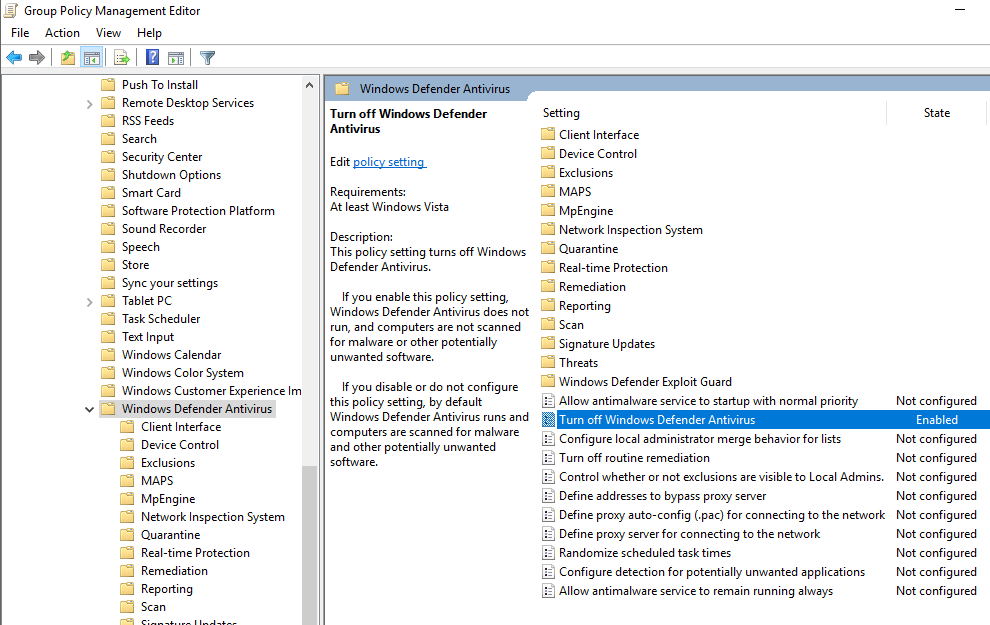 Group Policy Management Editor
File Action View Help
Push To Install
Remote Desktop Services
RSS Feeds
Search
Security Center
Shutdown Options
Smart Card
Software Protection Platform
Sound Recorder
Speech
Store
Sync your settings
Tablet PC
Task Scheduler
Text Input
Windows Calendar
Windows Color System
Windows Customer Experience Im
Windows Defender Antivirus
Client Interface
Device Control
Exclusions
MAPS
MpEngine
Network Inspection System
Quarantine
Real-time Protection
Remediation
Reporting
Scan
Signature Updates
Windows Defender Antivirus
Turn off Windows Defender
Antivirus
Edit policy setting
Requirements:
At least Windows Vista
Description:
This policy setting turns off Windows
Defender Antivirus.
If you enable this policy setting,
Windows Defender Antivirus does not
run, and computers are not scanned
for malware or other potentially
unwanted software.
If you disable or do not configure
this policy setting, by default
Windows Defender Antivirus runs and
computers are scanned for malware
and other potentially unwanted
software.
Setting State
Client Interface
Device Control
Exclusions
MAPS
MpEngine
Network Inspection System
Quarantine
Real-time Protection
Remediation
Reporting
Scan
Signature Updates
Threats
Windows Defender Exploit Guard
Allow antimalware service to startup with normal priority Not configured
Turn off Windows Defender Antivirus Enabled
Configure local administrator merge behavior for lists Not configured
Turn off routine remediation Not configured
Control whether or not exclusions are visible to Local Admins. Not configured
Define addresses to bypass proxy server Not configured
Define proxy auto-config (.pac) for connecting to the network Not configured
Define proxy server for connecting to the network Not configured
Randomize scheduled task times Not configured
Configure detection for potentially unwanted applications Not configured
Allow antimalware service to remain running always Not configured